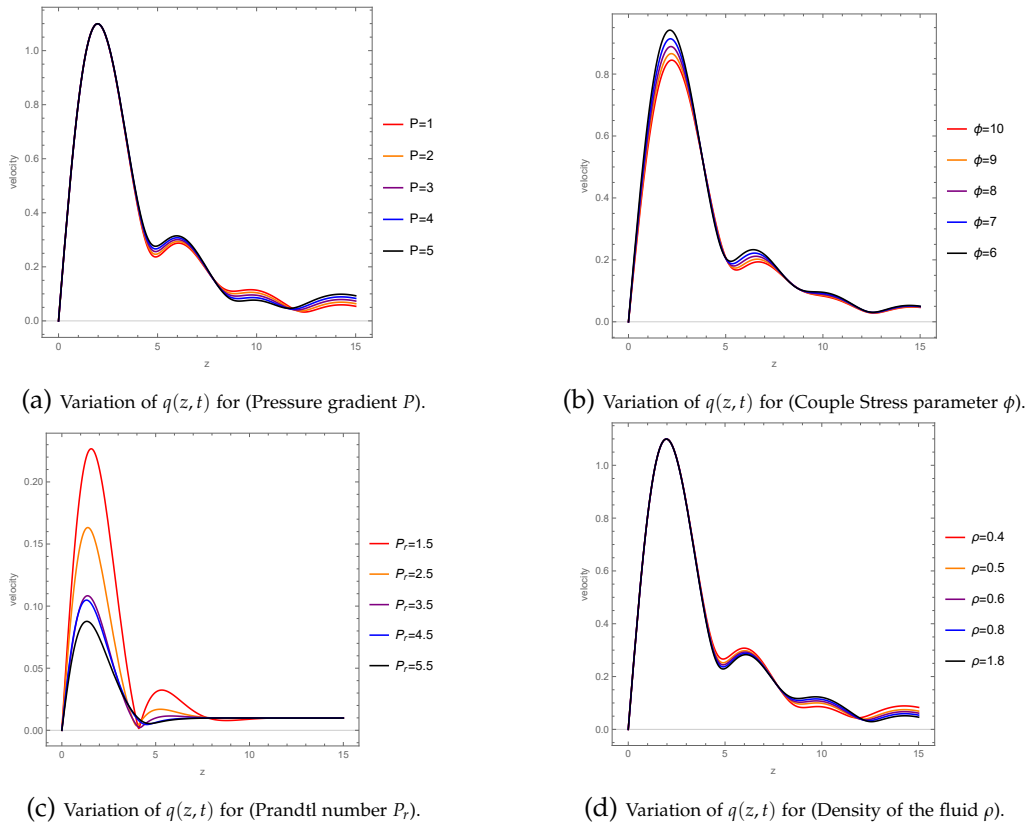 1.0
0.8
0.6
0.4
0.2
0.0
velocity
0 5 10 15
z
P=1
P=2
P=3
P=4
P=5
(a) Variation of q(z, t) for (Pressure gradient P).
0.8
0.6
0.4
0.2
0.0
velocity
0 5 10 15
z
ϕ=10
ϕ=9
ϕ=8
ϕ=7
ϕ=6
(b) Variation of q(z, t) for (Couple Stress parameter ϕ).
0.20
0.15
0.10
0.05
0.00
velocity
0 5 10 15
z
Pr=1.5
Pr=2.5
Pr=3.5
Pr=4.5
Pr=5.5
(c) Variation of q(z, t) for (Prandtl number Pr).
1.0
0.8
0.6
0.4
0.2
0.0
velocity
0 5 10 15
z
ρ=0.4
ρ=0.5
ρ=0.6
ρ=0.8
ρ=1.8
(d) Variation of q(z, t) for (Density of the fluid ρ).